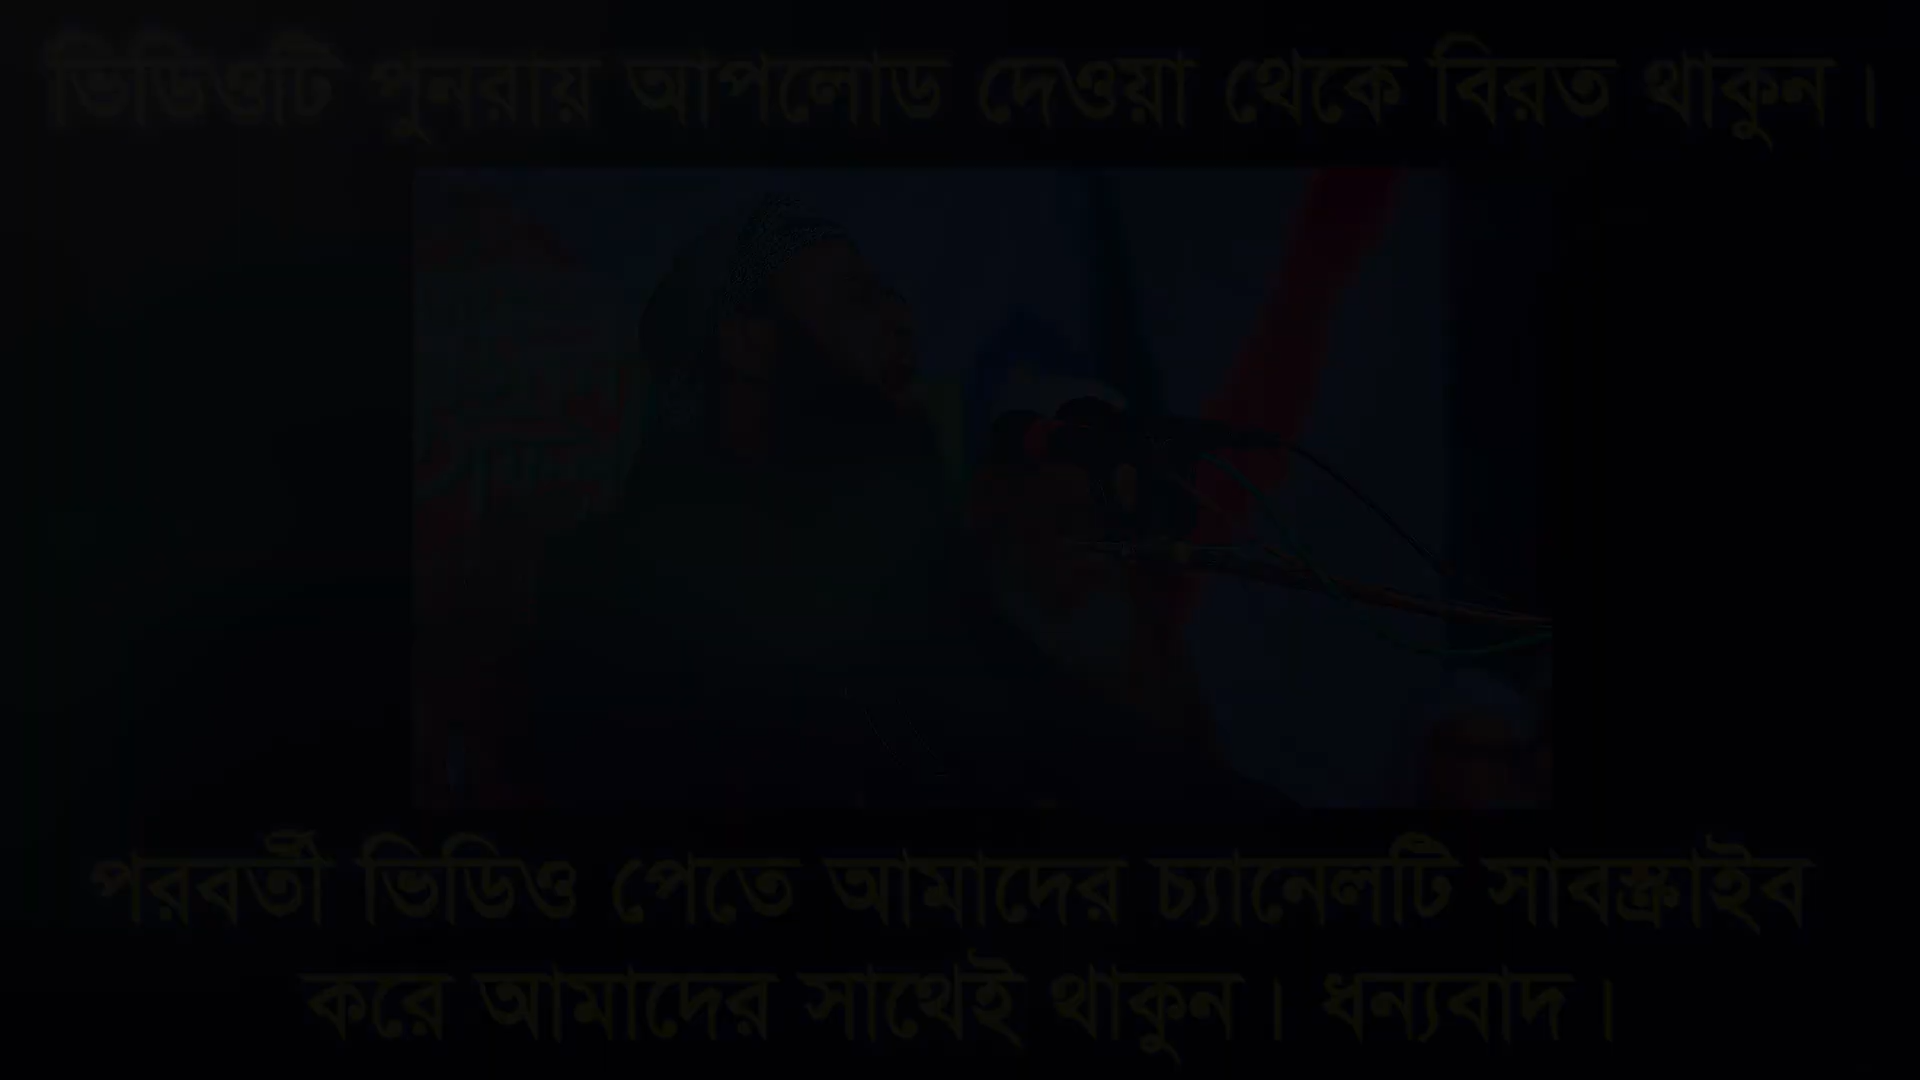 ভিডিওটি পুনরায় আপলোড দেওয়া থেকে বিরত থাকুন।
পরবর্তী ভিডিও পেতে আমাদের চ্যানেলটি সাবস্ক্রাইব
করে আমাদের সাথেই থাকুন। ধন্যবাদ।